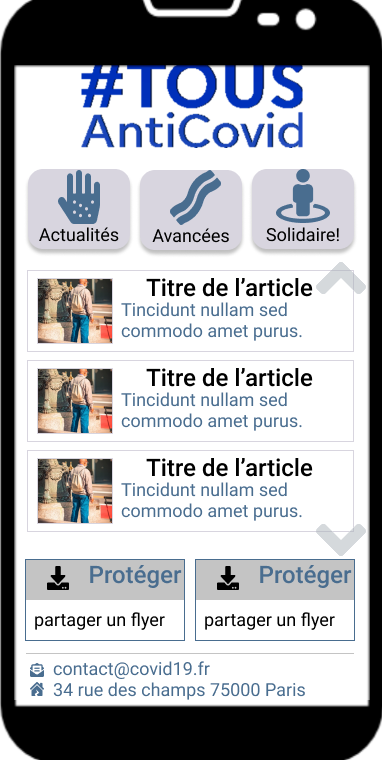 #TOUS
AntiCovid
Actualités
Avancées
Solidaire!
Titre de l'article
Tincidunt nullam sed
commodo amet purus.
Titre de l'article
Tincidunt nullam sed
commodo amet purus.
Titre de l'article
Tincidunt nullam sed
commodo amet purus.
Protéger
partager un flyer
Protéger
partager un flyer
contact@covid19.fr
34 rue des champs 75000 Paris